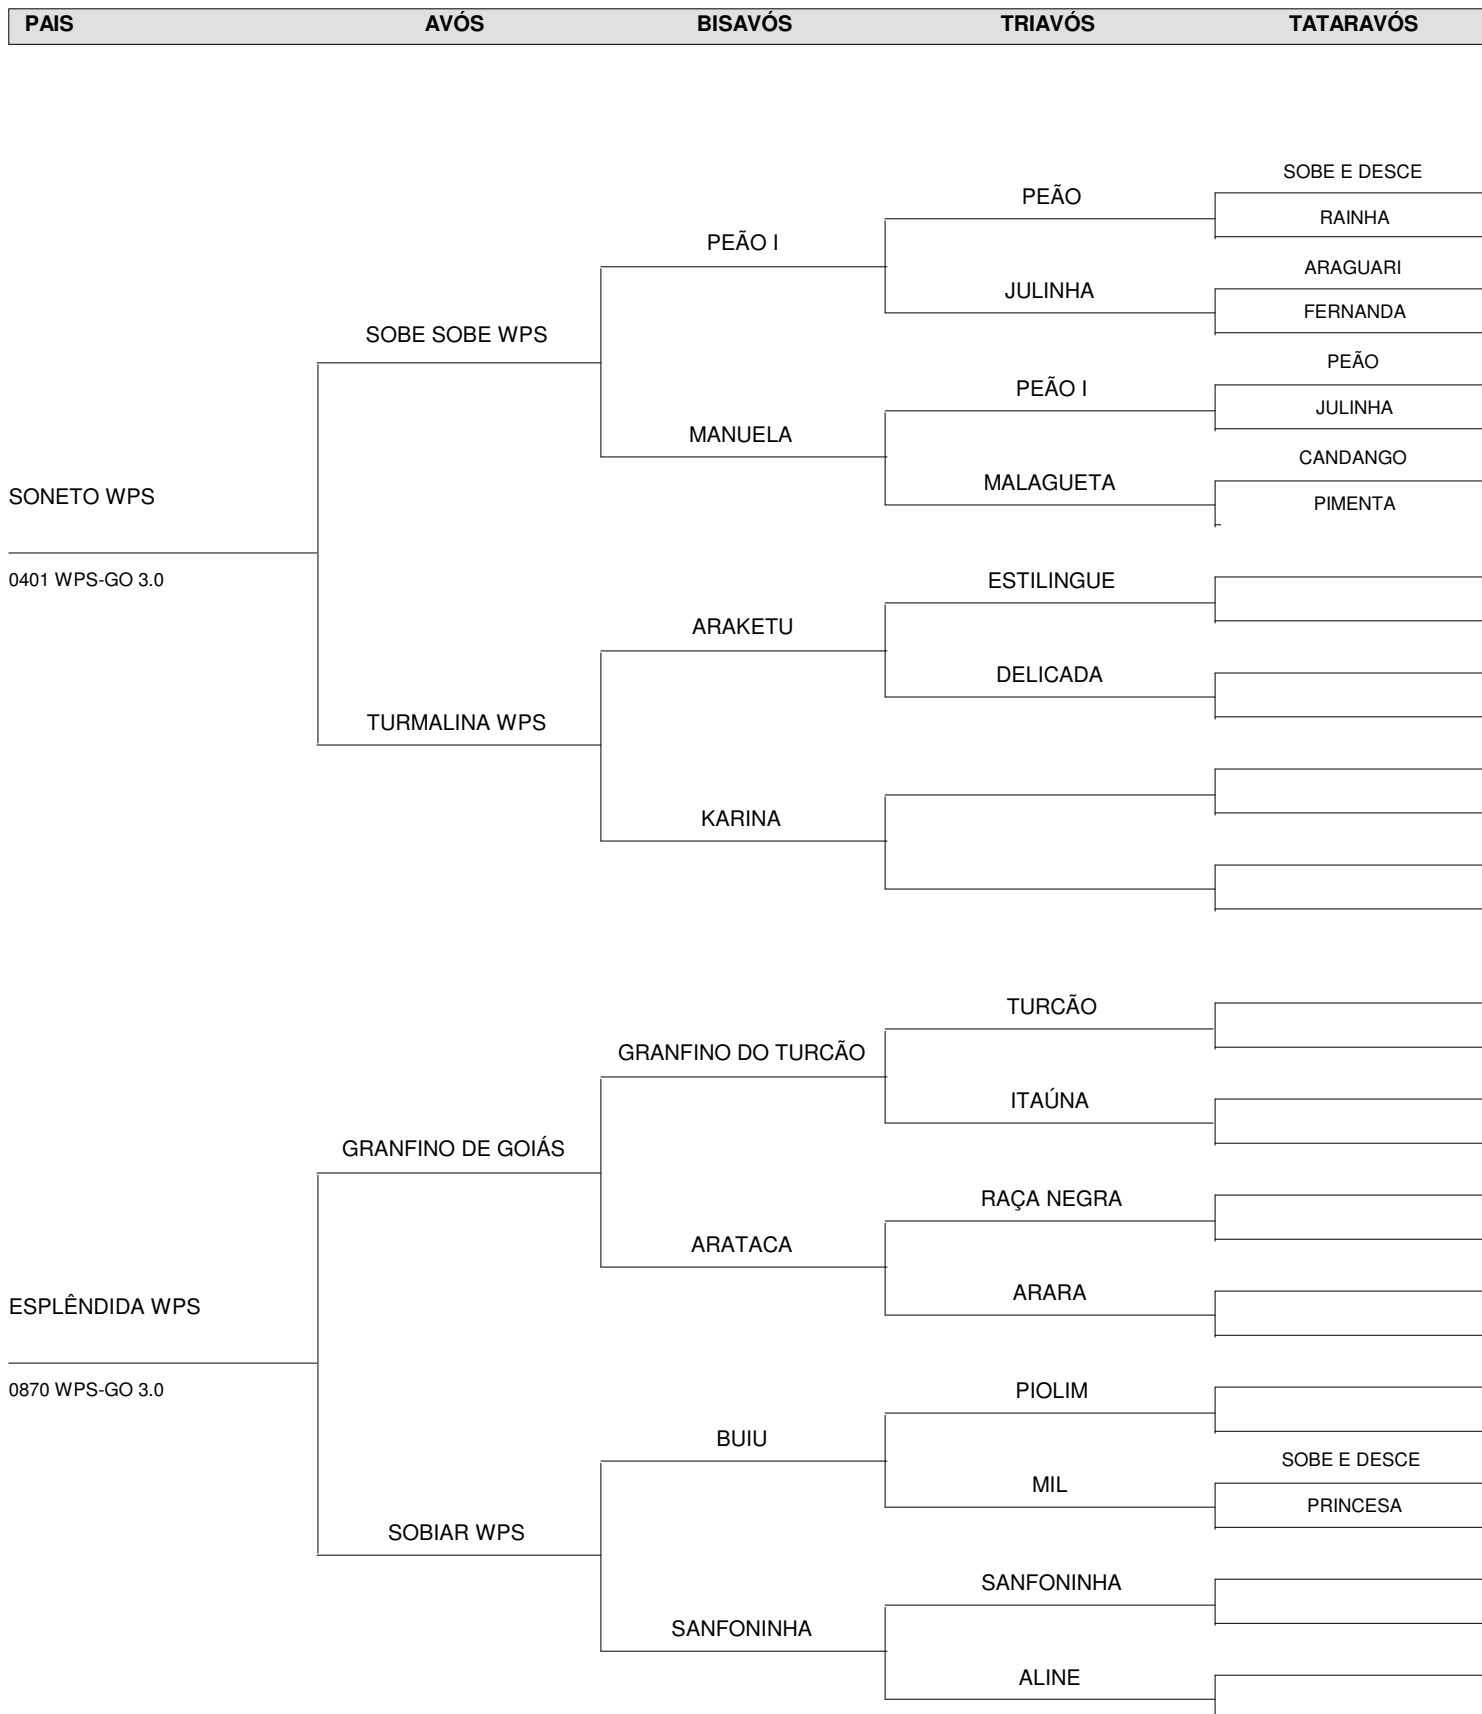 PAIS AVÓS BISAVÓS TRIAVÓS TATARAVÓS
SOBE E DESCE
PEÃO
RAINHA
PEÃO I
ARAGUARI
JULINHA
FERNANDA
SOBE SOBE WPS
PEÃO
PEÃO I
JULINHA
MANUELA
CANDANGO
MALAGUETA
SONETO WPS
PIMENTA
0401 WPS-GO 3.0
ESTILINGUE
ARAKETU
DELICADA
TURMALINA WPS
KARINA
TURCÃO
GRANFINO DO TURCÃO
ITAÚNA
GRANFINO DE GOIÁS
RAÇA NEGRA
ARATACA
ARARA
ESPLÊNDIDA WPS
0870 WPS-GO 3.0
PIOLIM
BUIU
SOBE E DESCE
MIL
PRINCESA
SOBIAR WPS
SANFONINHA
SANFONINHA
ALINE